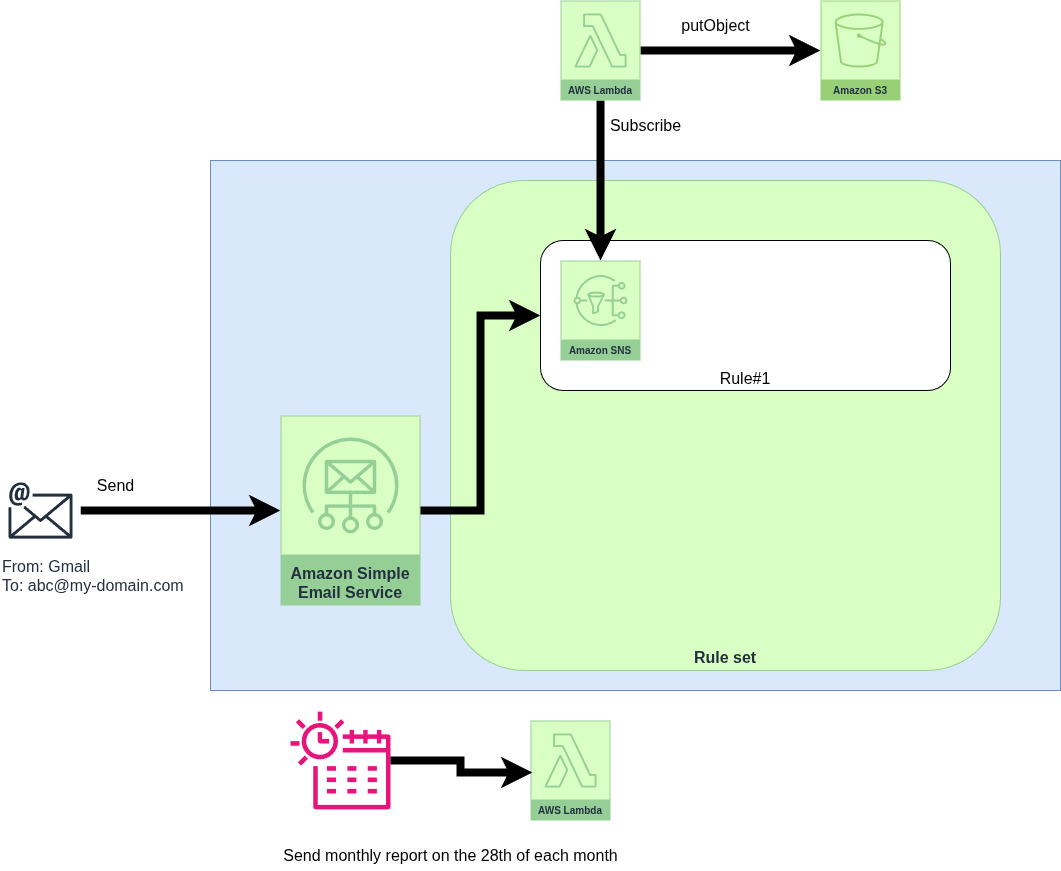 putObject
AWS Lambda
Amazon S3
Subscribe
Amazon SNS
Rule#1
Send
@
From: Gmail
To: abc@my-domain.com
Amazon Simple
Email Service
Rule set
AWS Lambda
Send monthly report on the 28th of each month